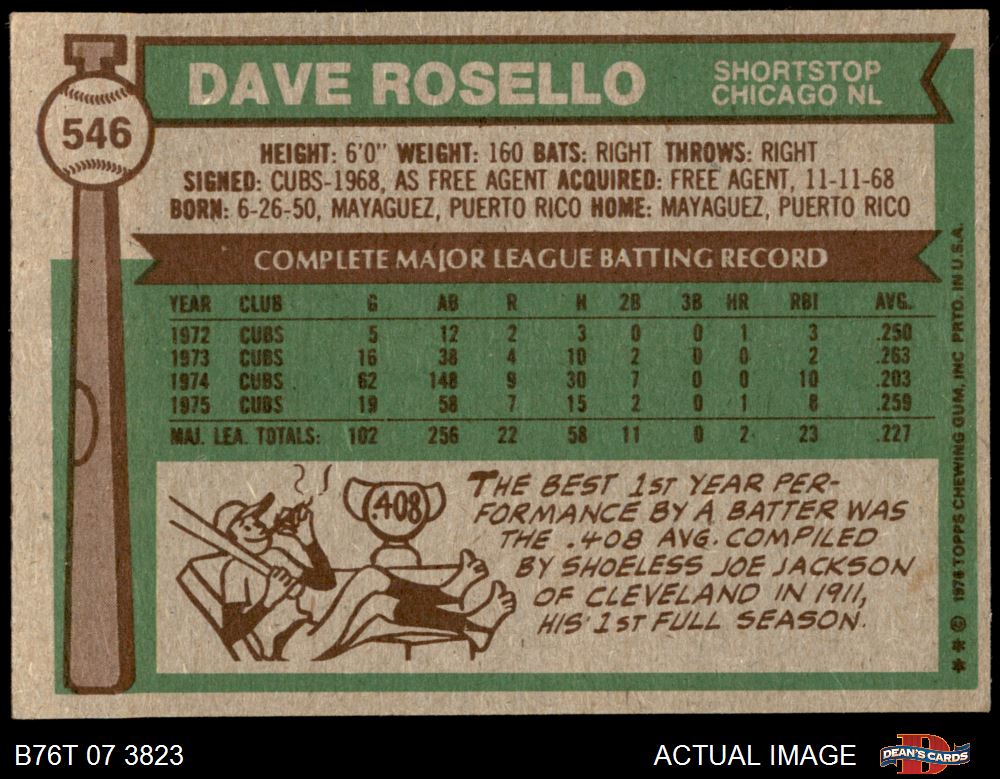 546
DAVE ROSELLO
SHORTSTOP
CHICAGO NL
HEIGHT: 6'0" WEIGHT: 160 BATS: RIGHT THROWS: RIGHT
SIGNED: CUBS-1968, AS FREE AGENT ACQUIRED: FREE AGENT, 11-11-68
BORN: 6-26-50, MAYAGUEZ, PUERTO RICO HOME: MAYAGUEZ, PUERTO RICO
COMPLETE MAJOR LEAGUE BATTING RECORD
YEAR CLUB G AB R H 2B 3B HR RBI AVG.
1972 CUBS 5 12 2 3 0 0 1 3 .250
1973 CUBS 16 38 4 10 2 0 0 2 .263
1974 CUBS 62 148 9 30 7 0 0 10 .203
1975 CUBS 19 58 7 15 2 0 1 8 .259
MAJ. LEA. TOTALS: 102 256 22 58 11 0 2 23 .227
.408
THE BEST 1ST YEAR PER-
FORMANCE BY A BATTER WAS
THE .408 AVG. COMPILED
BY SHOELESS JOE JACKSON
OF CLEVELAND IN 1911,
HIS 1ST FULL SEASON.
* * © 1976 TOPPS CHEWING GUM, INC PRTD. IN U.S.A.
B76T 07 3823
ACTUAL IMAGE
DEAN'S CARDS